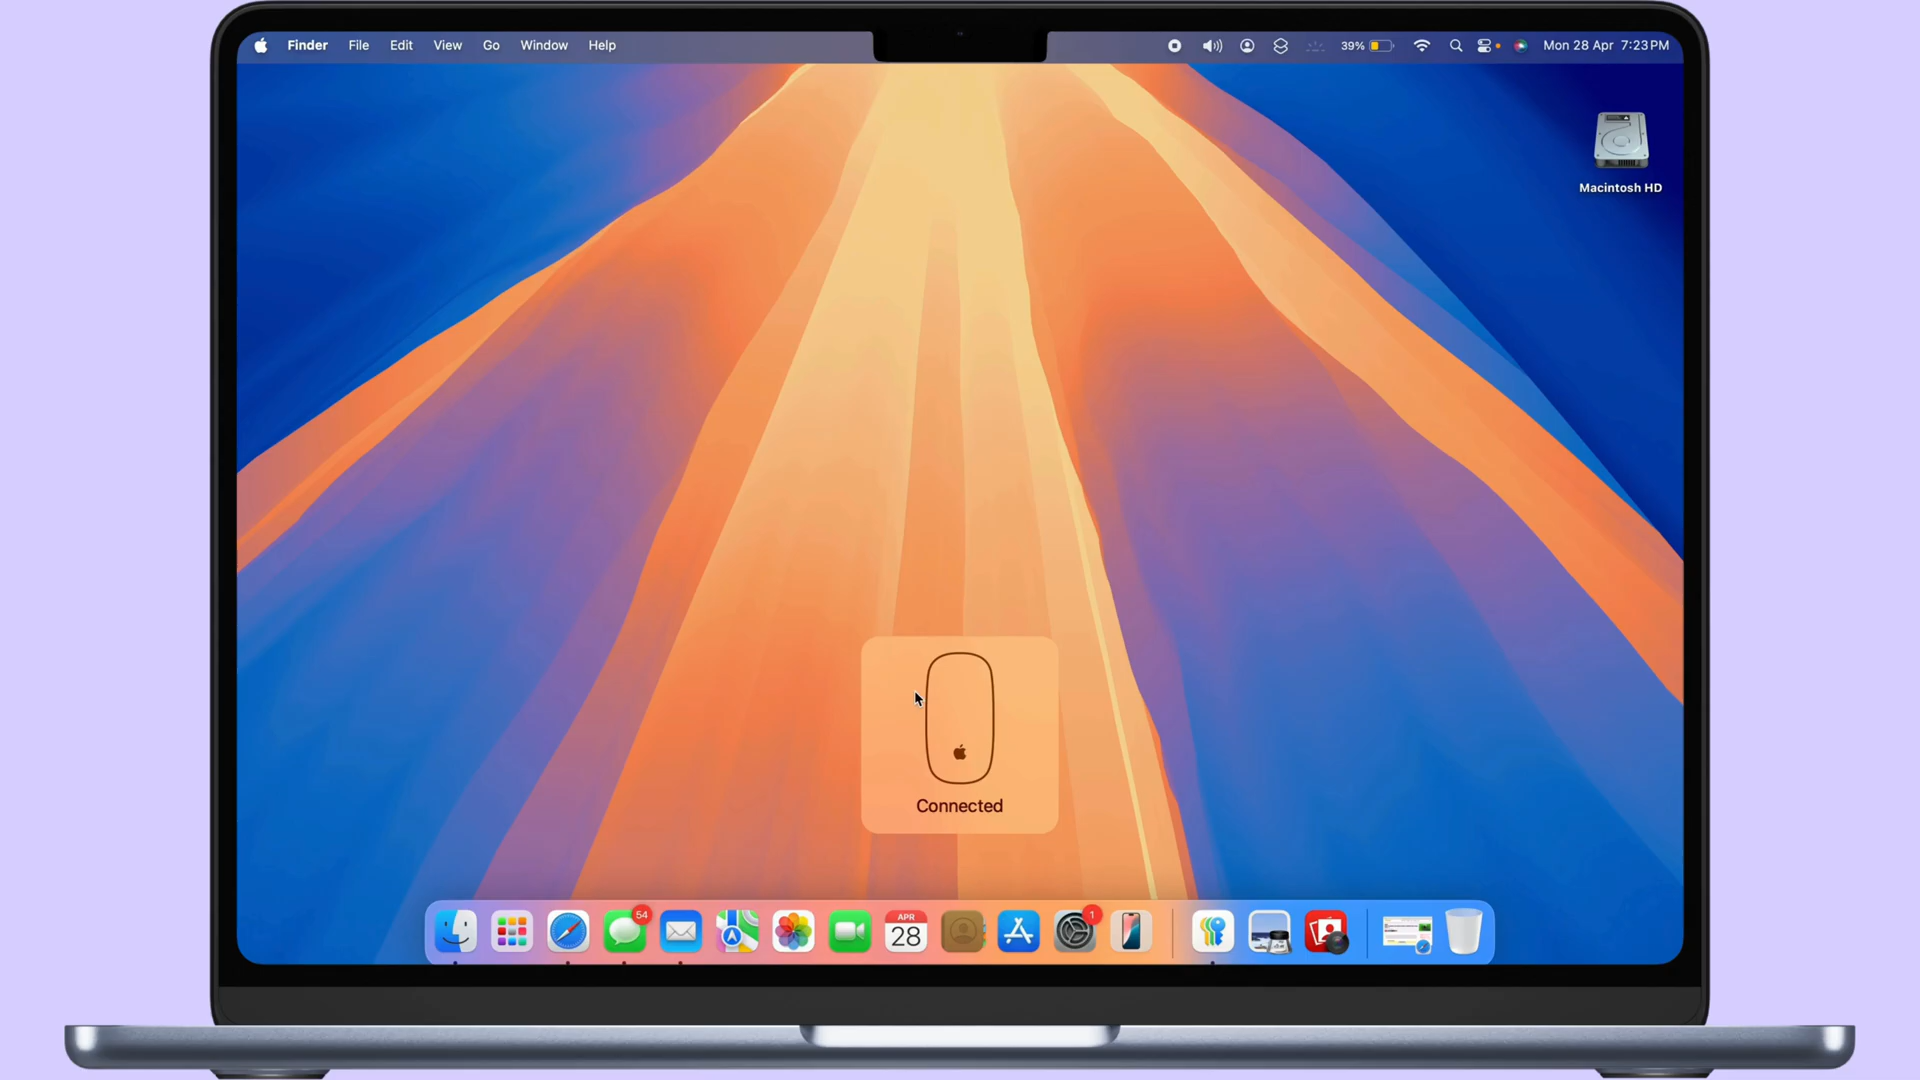 Finder File Edit View Go Window Help 39% Mon 28 Apr 7:23 PM
Macintosh HD
Connected
54
APR
28
1